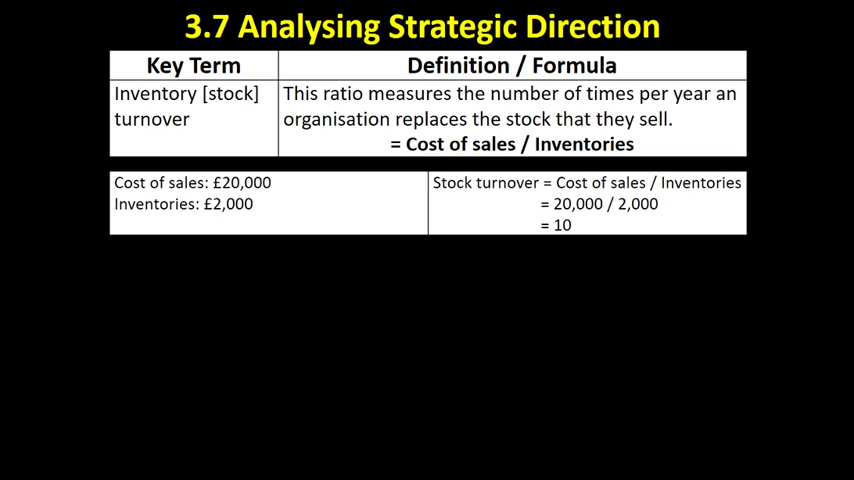 3.7 Analysing Strategic Direction
Key Term
Definition / Formula
Inventory [stock]
turnover
This ratio measures the number of times per year an
organisation replaces the stock that they sell.
= Cost of sales / Inventories
Cost of sales: £20,000
Inventories: £2,000
Stock turnover = Cost of sales / Inventories
= 20,000 / 2,000
= 10